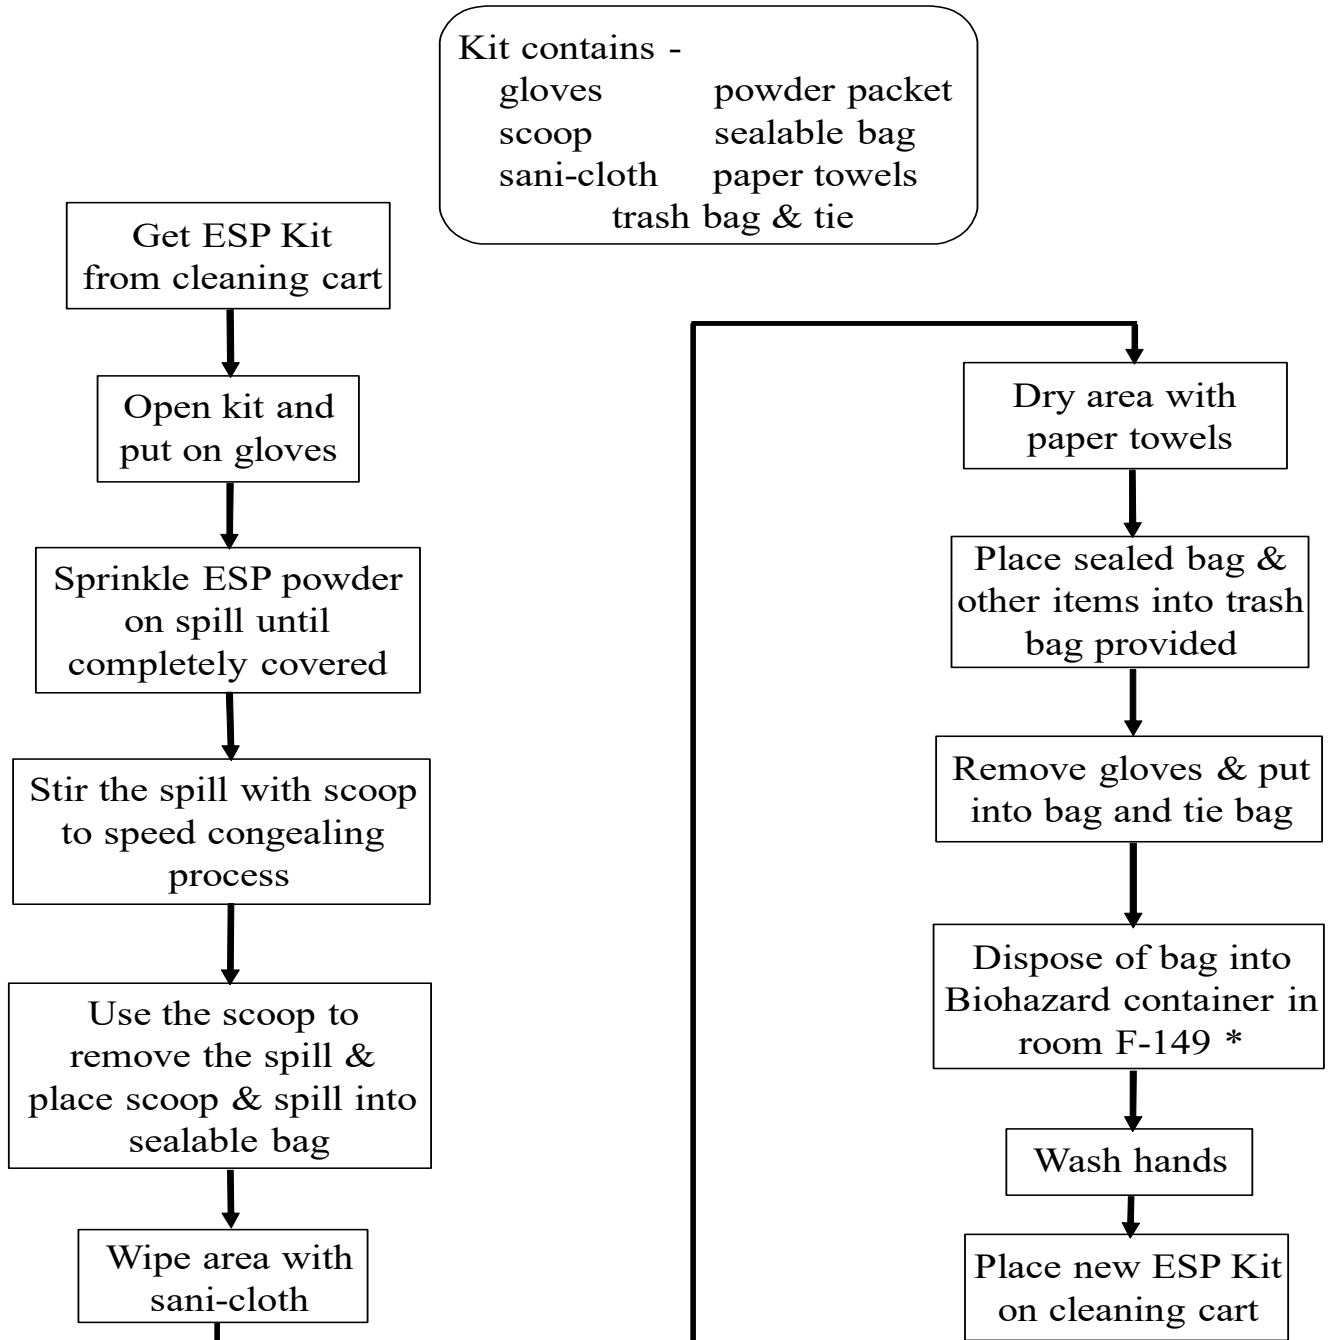 Kit contains -
gloves powder packet
scoop sealable bag
sani-cloth paper towels
trash bag & tie
Get ESP Kit
from cleaning cart
Open kit and
put on gloves
Sprinkle ESP powder
on spill until
completely covered
Stir the spill with scoop
to speed congealing
process
Use the scoop to
remove the spill &
place scoop & spill into
sealable bag
Wipe area with
sani-cloth
Dry area with
paper towels
Place sealed bag &
other items into trash
bag provided
Remove gloves & put
into bag and tie bag
Dispose of bag into
Biohazard container in
room F-149 *
Wash hands
Place new ESP Kit
on cleaning cart